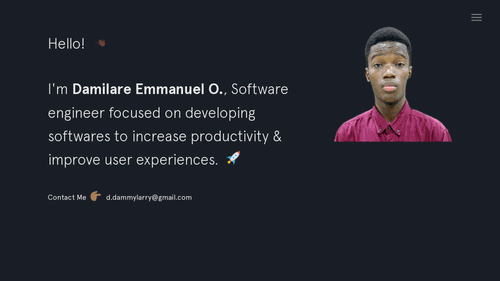 Hello! 👋🏿
I'm Damilare Emmanuel O., Software
engineer focused on developing
softwares to increase productivity &
improve user experiences. 🚀
Contact Me 👉🏽 d.dammylarry@gmail.com